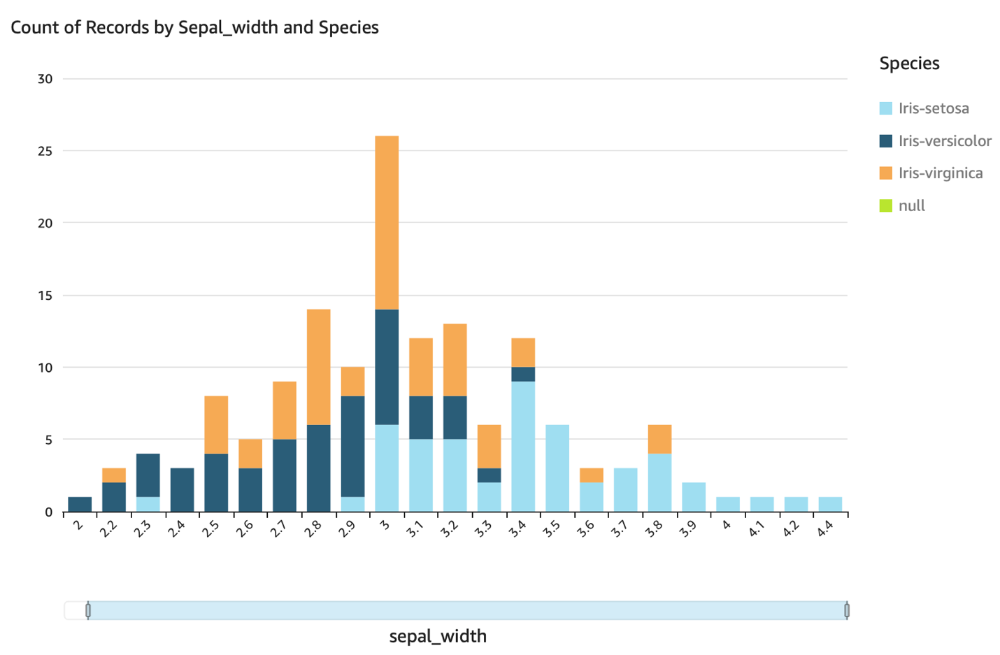 Count of Records by Sepal_width and Species
Species
Iris-setosa
Iris-versicolor
Iris-virginica
null
30
25
20
15
10
5
0
2 2.2 2.3 2.4 2.5 2.6 2.7 2.8 2.9 3 3.1 3.2 3.3 3.4 3.5 3.6 3.7 3.8 3.9 4 4.1 4.2 4.4
sepal_width